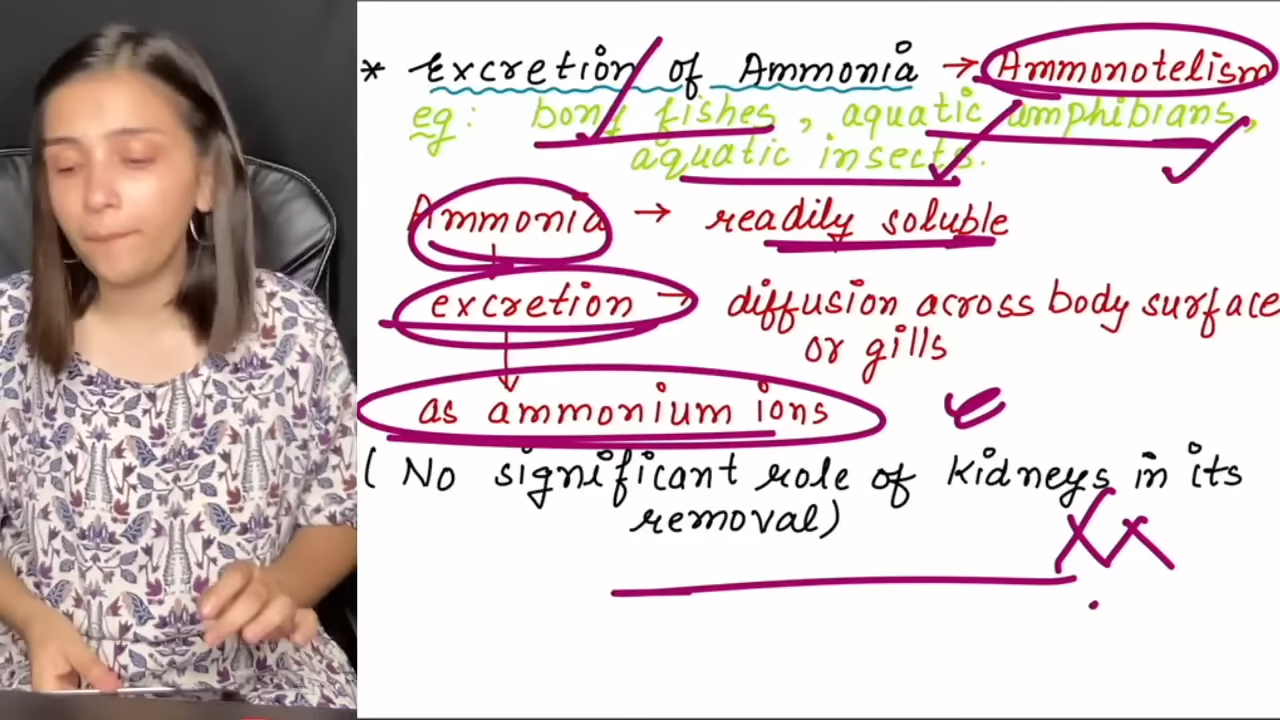 * Excretion of Ammonia → Ammonotelism
eg: bony fishes, aquatic amphibians,
aquatic insects.
Ammonia → readily soluble
excretion → diffusion across body surface
or gills
as ammonium ions
( No significant role of kidneys in its
removal)